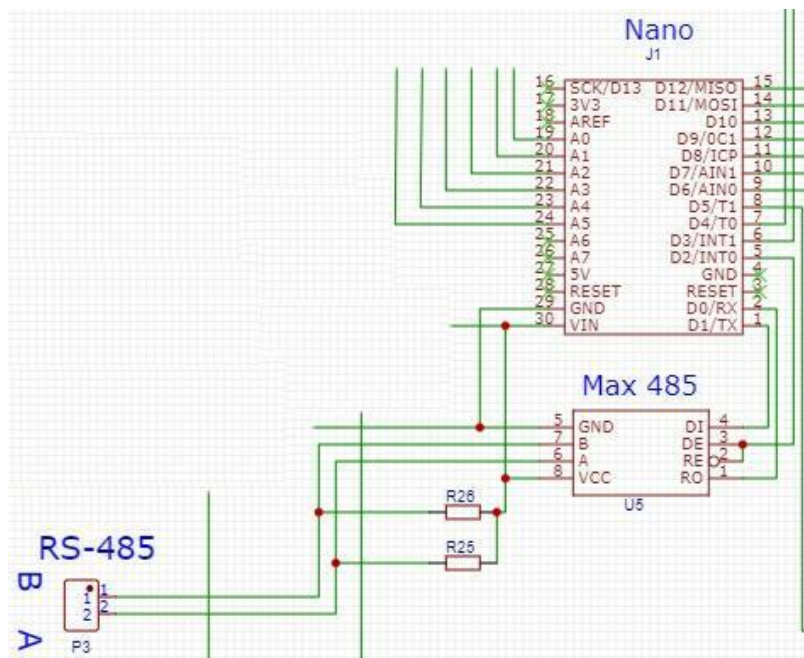 Nano
J1
16 SCK/D13 D12/MISO 15
17 3V3 D11/MOSI 14
18 AREF D10 13
19 A0 D9/0C1 12
20 A1 D8/ICP 11
21 A2 D7/AIN1 10
22 A3 D6/AIN0 9
23 A4 D5/T1 8
24 A5 D4/T0 7
25 A6 D3/INT1 6
26 A7 D2/INT0 5
27 5V GND 4
28 RESET RESET 3
29 GND D0/RX 2
30 VIN D1/TX 1
Max 485
5 GND DI 4
7 B DE 3
6 A RE 2
8 VCC RO 1
U5
R26
R25
RS-485
B
1 1
2 2
A
P3